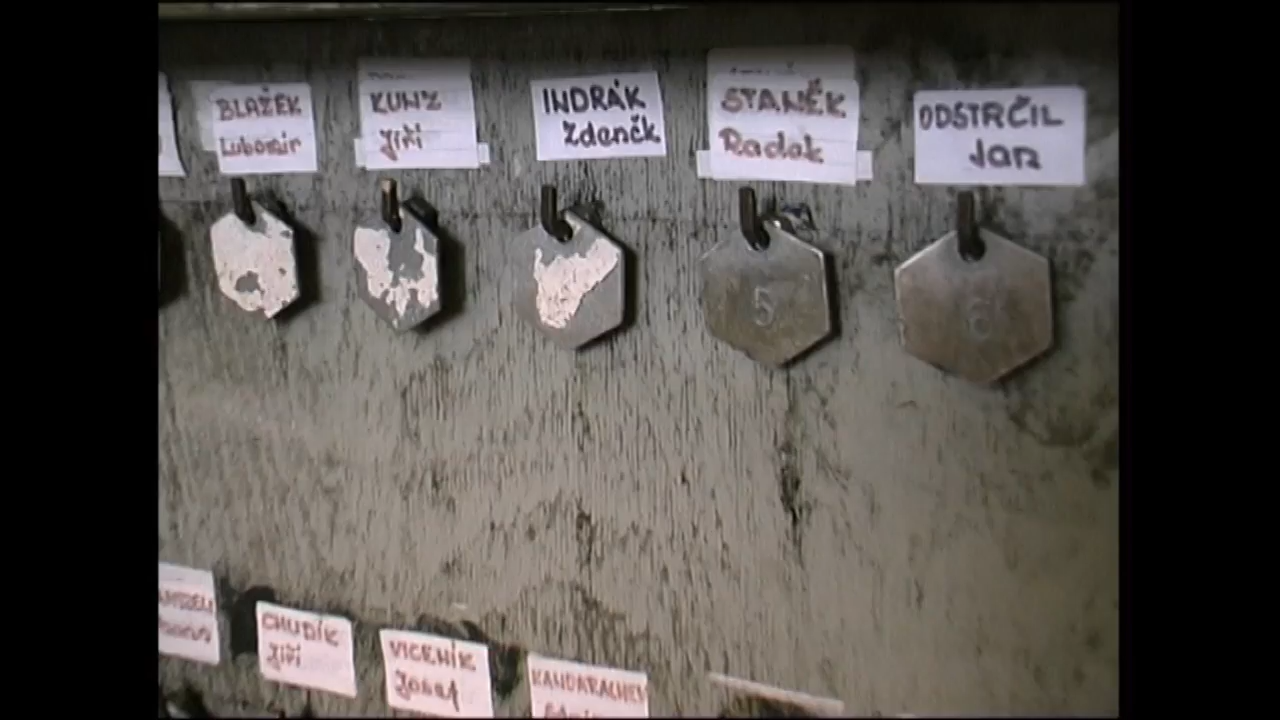 BLAŽEK
Lubomír
KUNZ
Jiří
INDRÁK
Zdeněk
STANĚK
Radek
ODSTRČIL
Jan
5
6
CHUDÍK
Jiří
VICENÍK
Josef